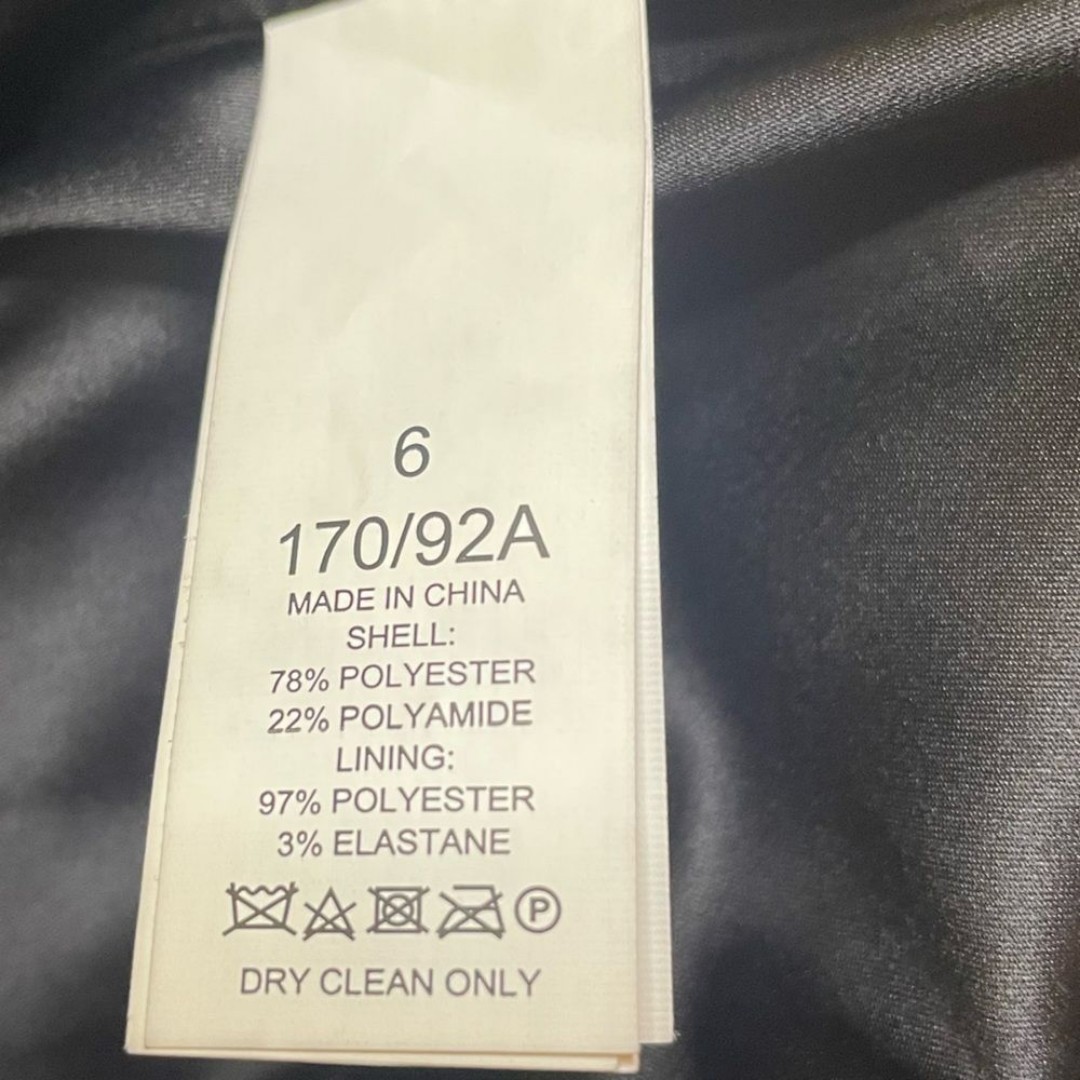 6
170/92A
MADE IN CHINA
SHELL:
78% POLYESTER
22% POLYAMIDE
LINING:
97% POLYESTER
3% ELASTANE
P
DRY CLEAN ONLY